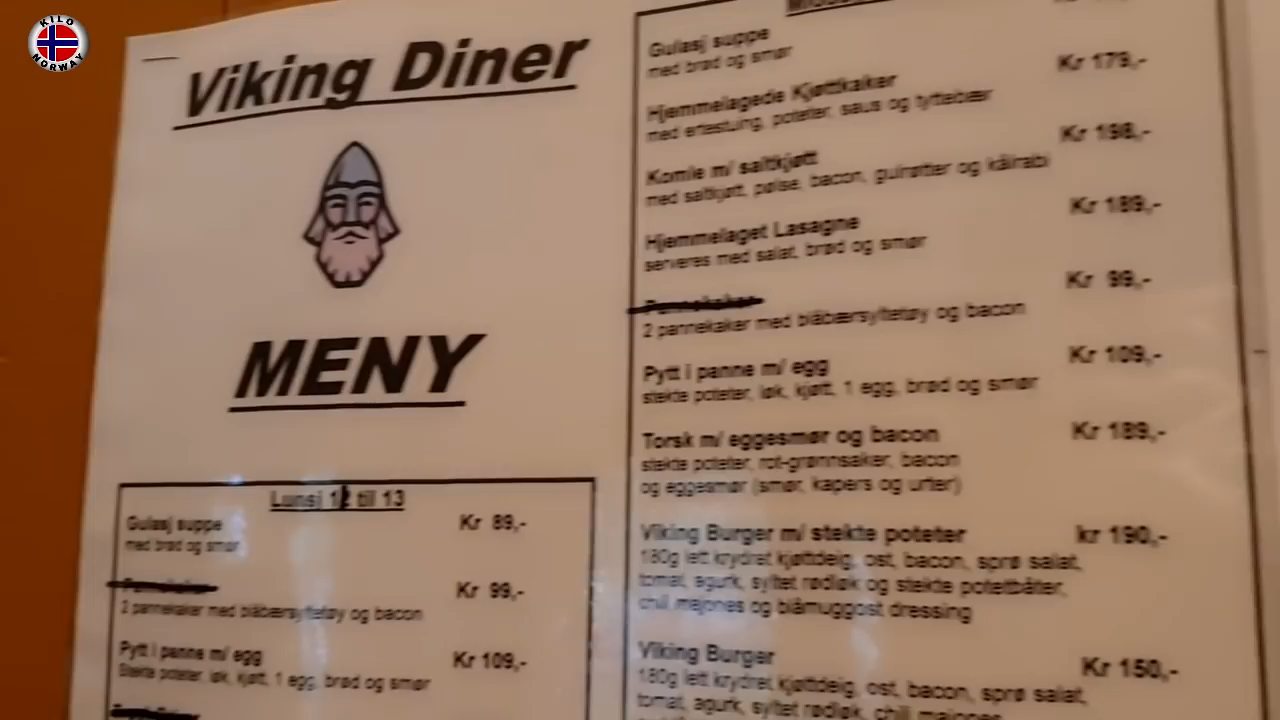 KILO
NORWAY
Viking Diner
MENY
Lunsj 12 til 13
Gulasj suppe Kr 89,-
med brød og smør
Kr 99,-
2 pannekaker med blåbærsyltetøy og bacon
Pytt i panne m/ egg Kr 109,-
Stekte poteter, løk, kjøtt, 1 egg, brød og smør
Gulasj suppe
med brød og smør
Hjemmelagede Kjøttkaker Kr 179,-
med ertestuing, poteter, saus og tyttebær
Komle m/ saltkjøtt Kr 198,-
med saltkjøtt, pølse, bacon, gulrøtter og kålrabi
Hjemmelaget Lasagne Kr 189,-
serveres med salat, brød og smør
Pannekaker Kr 99,-
2 pannekaker med blåbærsyltetøy og bacon
Pytt i panne m/ egg Kr 109,-
stekte poteter, løk, kjøtt, 1 egg, brød og smør
Torsk m/ eggesmør og bacon Kr 189,-
stekte poteter, rot-grønnsaker, bacon
og eggesmør (smør, kapers og urter)
Viking Burger m/ stekte poteter kr 190,-
180g lett krydret kjøttdeig, ost, bacon, sprø salat,
tomat, agurk, syltet rødløk og stekte potetbåter,
chili majones og blåmuggost dressing
Viking Burger Kr 150,-
180g lett krydret kjøttdeig, ost, bacon, sprø salat,
tomat, agurk, syltet rødløk, chili majones